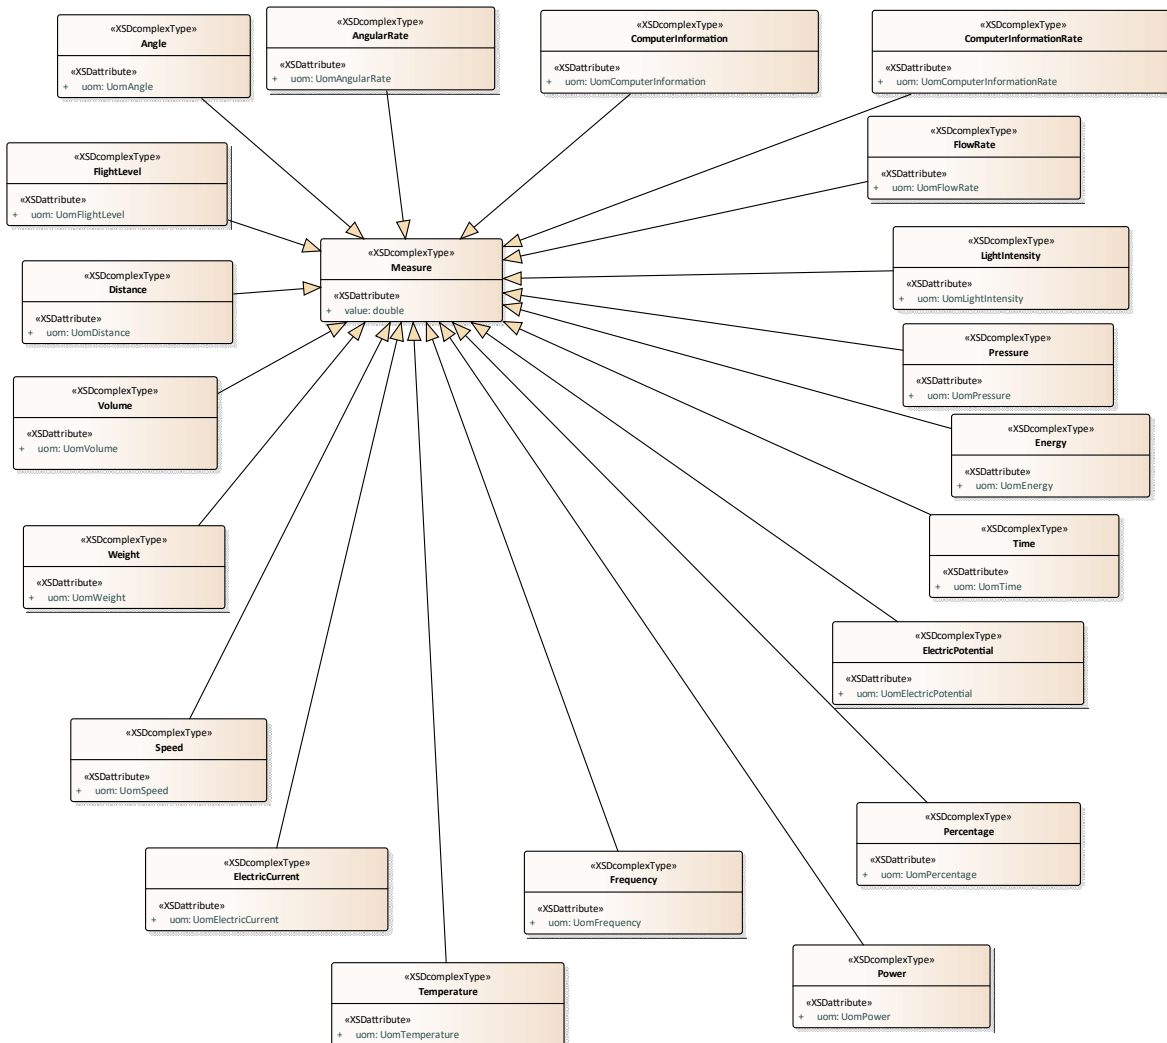 «XSDcomplexType»
Angle
«XSDattribute»
+ uom: UomAngle
«XSDcomplexType»
AngularRate
«XSDattribute»
+ uom: UomAngularRate
«XSDcomplexType»
ComputerInformation
«XSDattribute»
+ uom: UomComputerInformation
«XSDcomplexType»
ComputerInformationRate
«XSDattribute»
+ uom: UomComputerInformationRate
«XSDcomplexType»
FlowRate
«XSDattribute»
+ uom: UomFlowRate
«XSDcomplexType»
FlightLevel
«XSDattribute»
+ uom: UomFlightLevel
«XSDcomplexType»
Measure
«XSDattribute»
+ value: double
«XSDcomplexType»
LightIntensity
«XSDattribute»
+ uom: UomLightIntensity
«XSDcomplexType»
Distance
«XSDattribute»
+ uom: UomDistance
«XSDcomplexType»
Pressure
«XSDattribute»
+ uom: UomPressure
«XSDcomplexType»
Volume
«XSDattribute»
+ uom: UomVolume
«XSDcomplexType»
Energy
«XSDattribute»
+ uom: UomEnergy
«XSDcomplexType»
Weight
«XSDattribute»
+ uom: UomWeight
«XSDcomplexType»
Time
«XSDattribute»
+ uom: UomTime
«XSDcomplexType»
ElectricPotential
«XSDattribute»
+ uom: UomElectricPotential
«XSDcomplexType»
Speed
«XSDattribute»
+ uom: UomSpeed
«XSDcomplexType»
Percentage
«XSDattribute»
+ uom: UomPercentage
«XSDcomplexType»
ElectricCurrent
«XSDattribute»
+ uom: UomElectricCurrent
«XSDcomplexType»
Frequency
«XSDattribute»
+ uom: UomFrequency
«XSDcomplexType»
Power
«XSDattribute»
+ uom: UomPower
«XSDcomplexType»
Temperature
«XSDattribute»
+ uom: UomTemperature